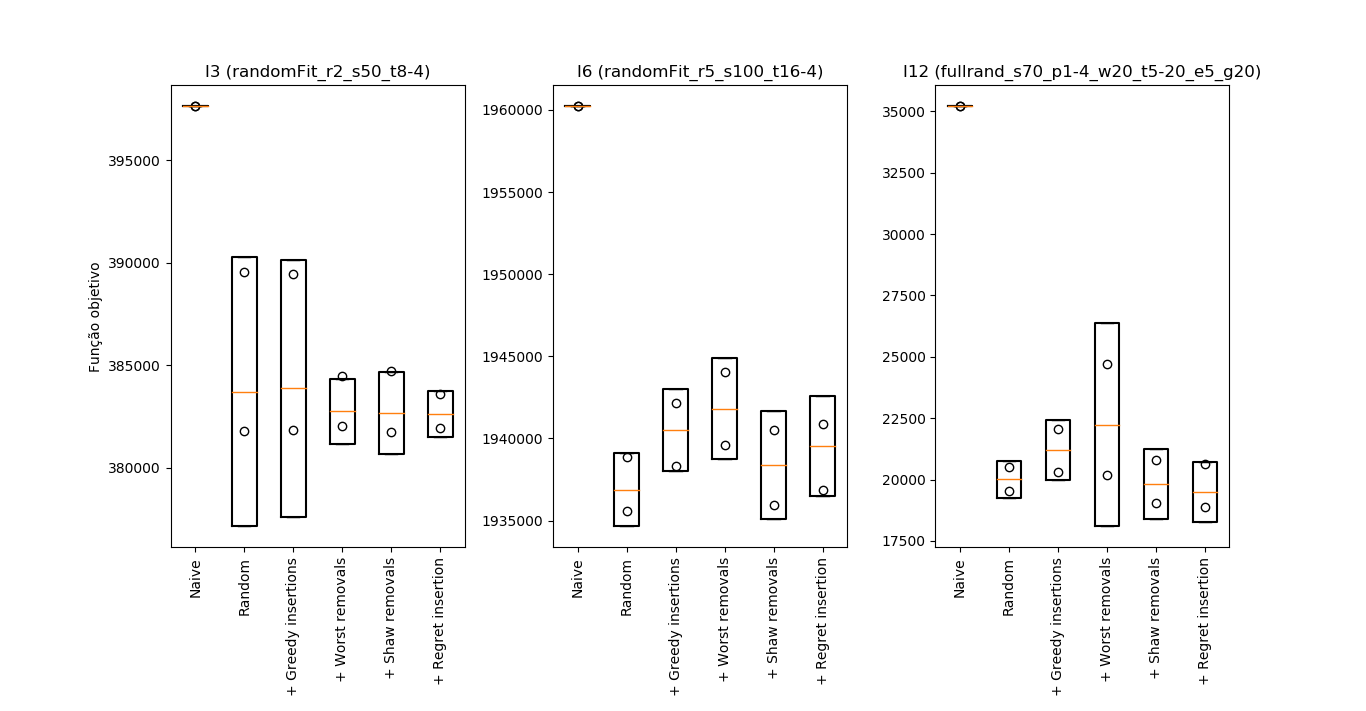 I3 (randomFit_r2_s50_t8-4)
Função objetivo
395000
390000
385000
380000
Naive
Random
+ Greedy insertions
+ Worst removals
+ Shaw removals
+ Regret insertion
I6 (randomFit_r5_s100_t16-4)
1960000
1955000
1950000
1945000
1940000
1935000
Naive
Random
+ Greedy insertions
+ Worst removals
+ Shaw removals
+ Regret insertion
I12 (fullrand_s70_p1-4_w20_t5-20_e5_g20)
35000
32500
30000
27500
25000
22500
20000
17500
Naive
Random
+ Greedy insertions
+ Worst removals
+ Shaw removals
+ Regret insertion